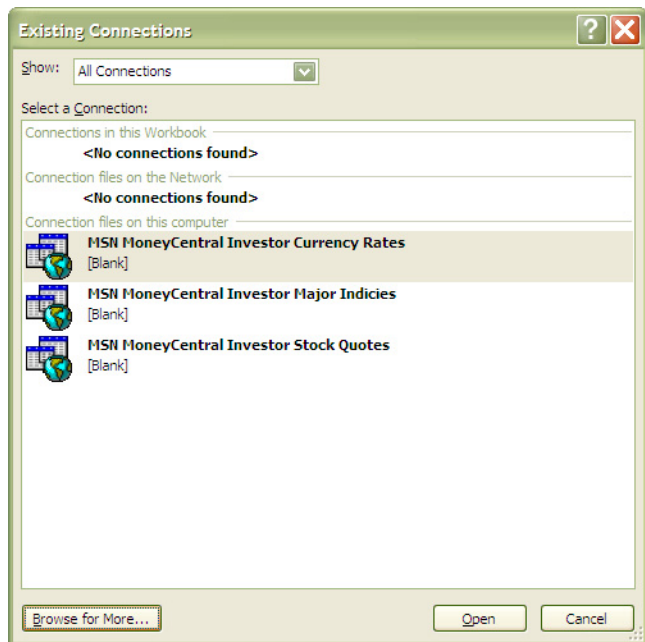 Existing Connections
Show: All Connections
Select a Connection:
Connections in this Workbook
<No connections found>
Connection files on the Network
<No connections found>
Connection files on this computer
MSN MoneyCentral Investor Currency Rates
[Blank]
MSN MoneyCentral Investor Major Indicies
[Blank]
MSN MoneyCentral Investor Stock Quotes
[Blank]
Browse for More... Open Cancel